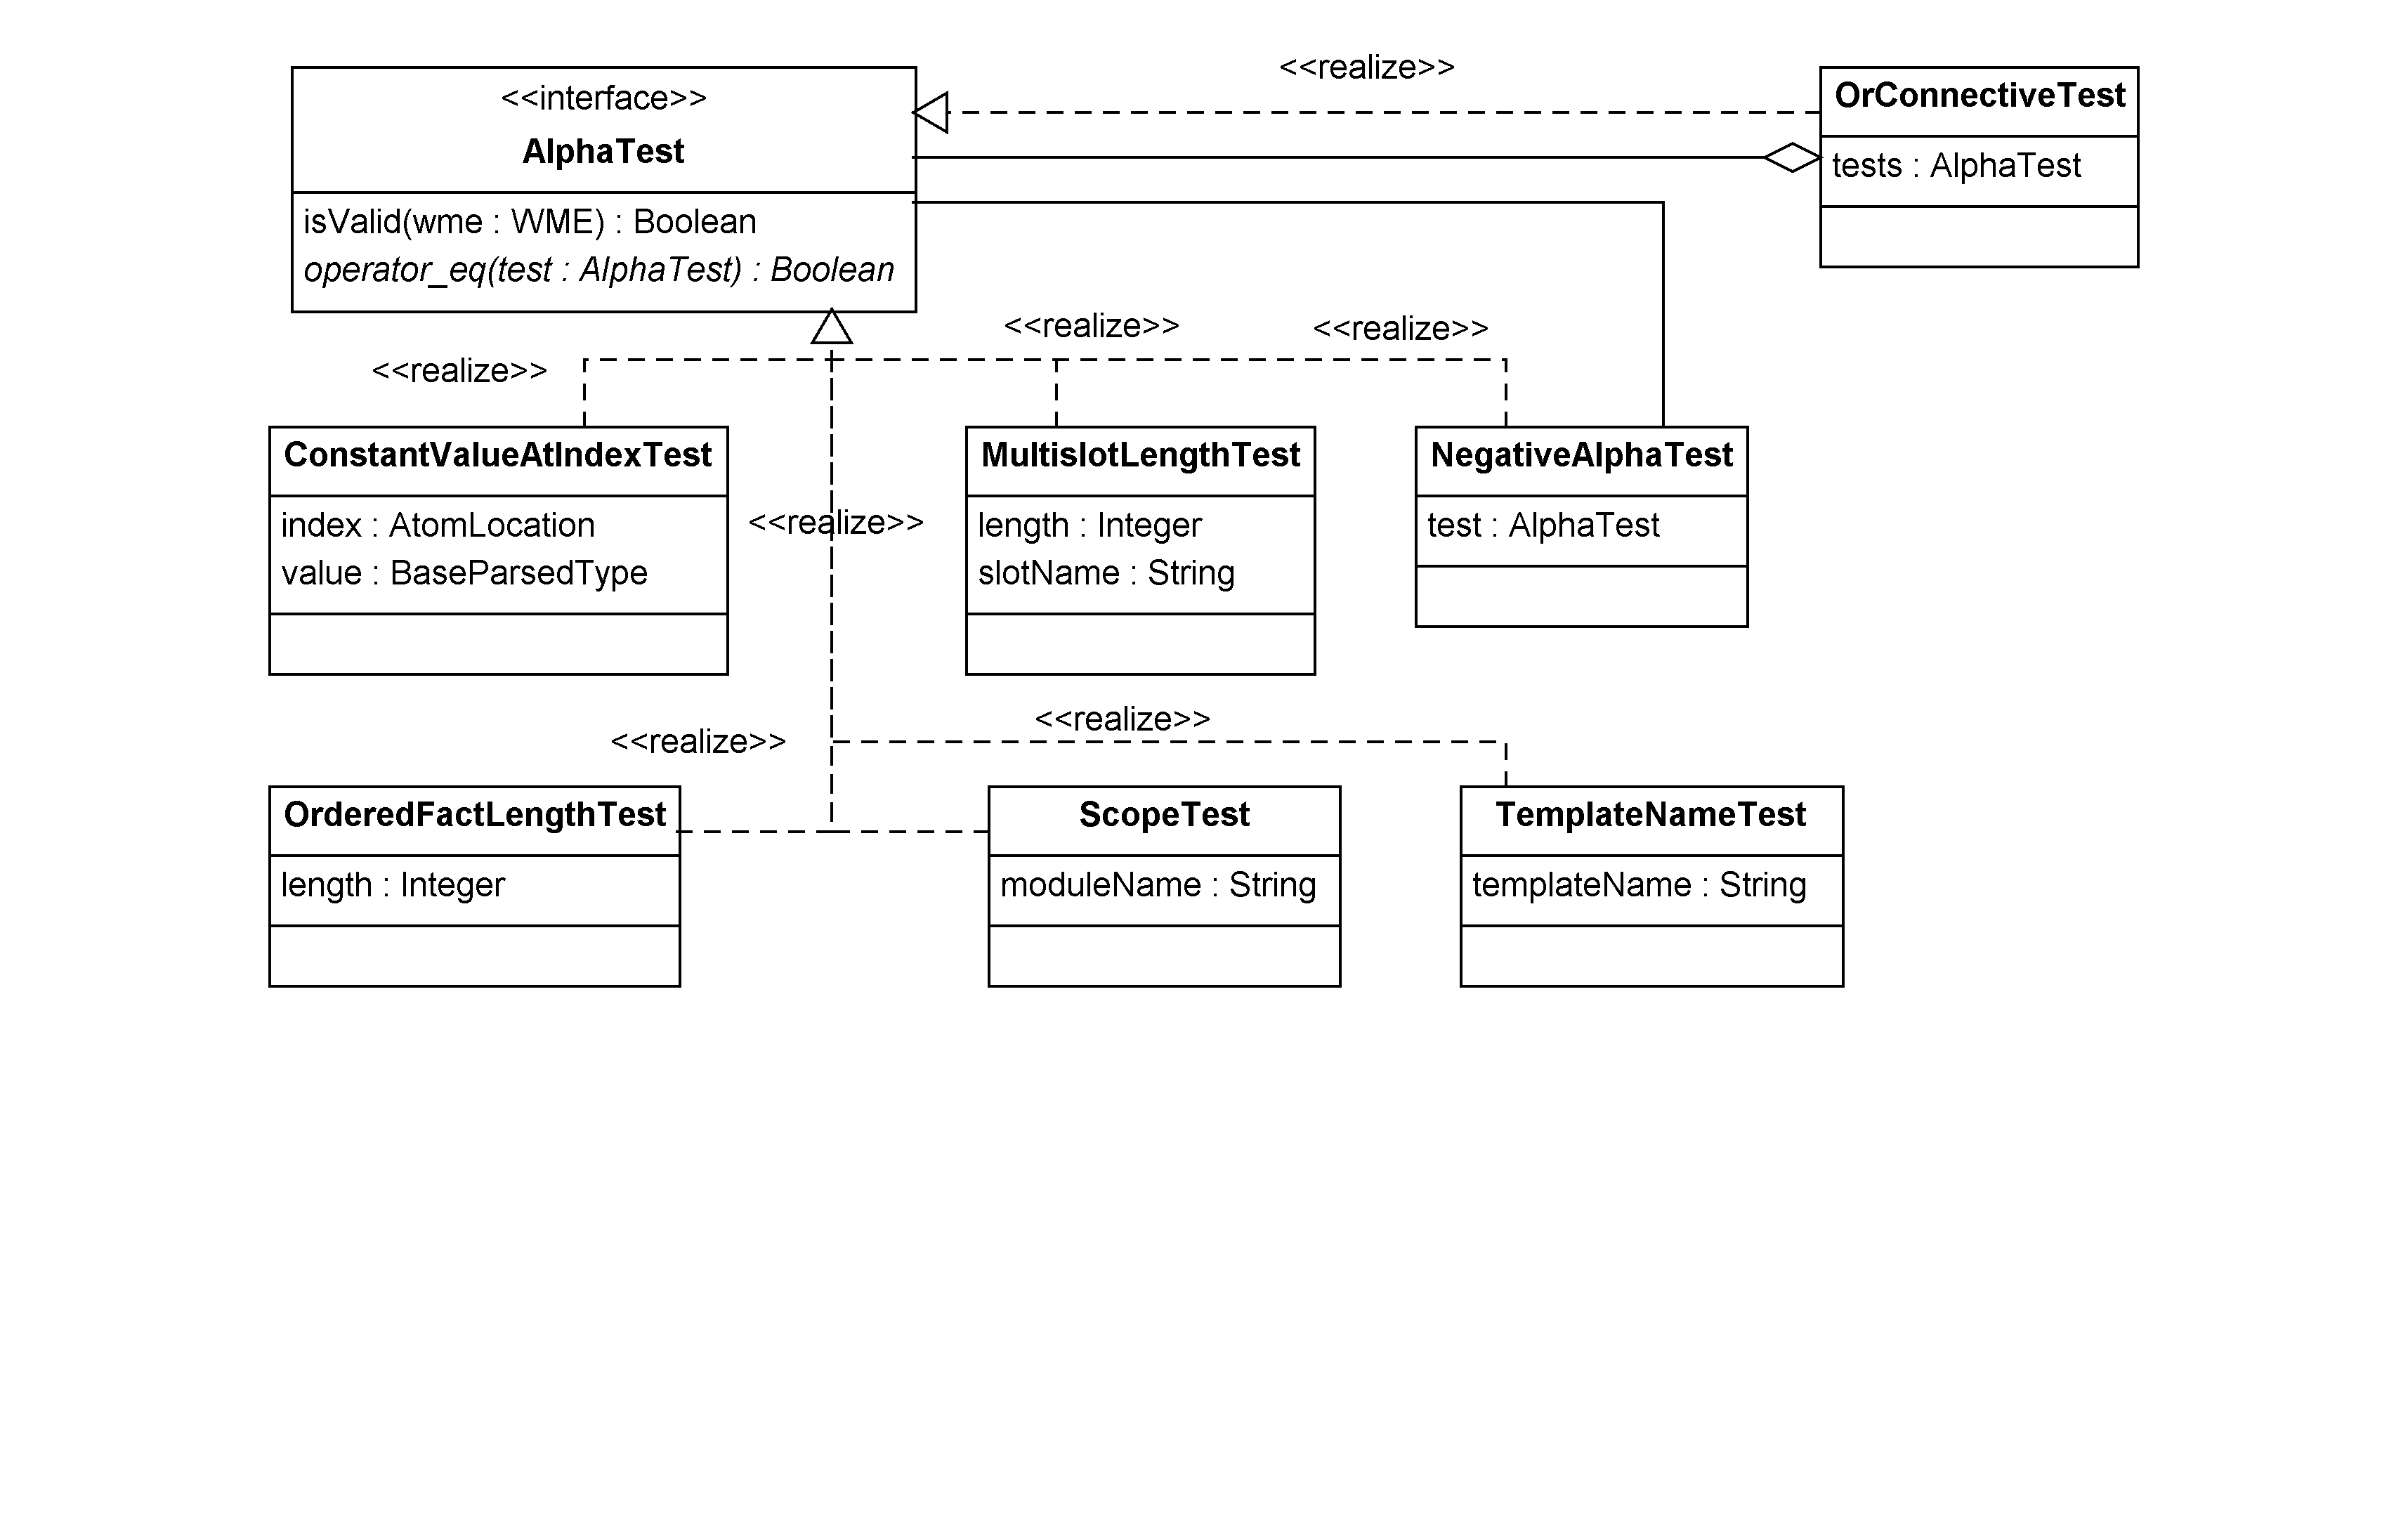 <<realize>>
<<interface>>
AlphaTest
isValid(wme : WME) : Boolean
operator_eq(test : AlphaTest) : Boolean
OrConnectiveTest
tests : AlphaTest
<<realize>>
<<realize>>
<<realize>>
ConstantValueAtIndexTest
index : AtomLocation
value : BaseParsedType
<<realize>>
MultislotLengthTest
length : Integer
slotName : String
NegativeAlphaTest
test : AlphaTest
<<realize>>
<<realize>>
OrderedFactLengthTest
length : Integer
ScopeTest
moduleName : String
TemplateNameTest
templateName : String